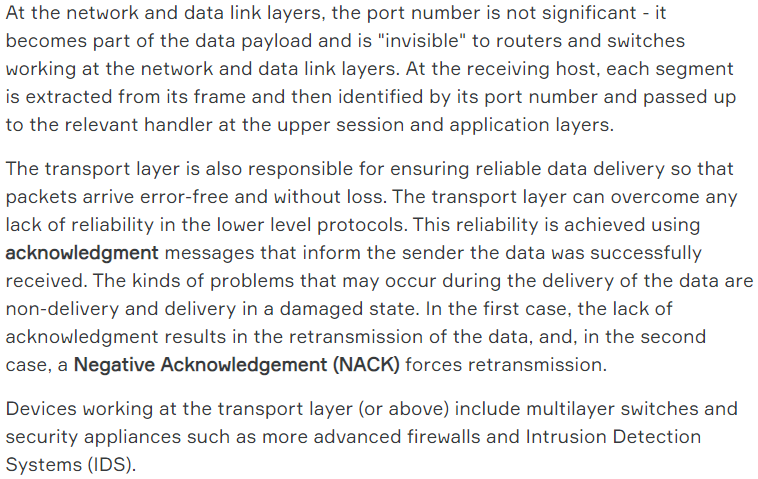 At the network and data link layers, the port number is not significant - it
becomes part of the data payload and is "invisible" to routers and switches
working at the network and data link layers. At the receiving host, each segment
is extracted from its frame and then identified by its port number and passed up
to the relevant handler at the upper session and application layers.
The transport layer is also responsible for ensuring reliable data delivery so that
packets arrive error-free and without loss. The transport layer can overcome any
lack of reliability in the lower level protocols. This reliability is achieved using
acknowledgment messages that inform the sender the data was successfully
received. The kinds of problems that may occur during the delivery of the data are
non-delivery and delivery in a damaged state. In the first case, the lack of
acknowledgment results in the retransmission of the data, and, in the second
case, a Negative Acknowledgement (NACK) forces retransmission.
Devices working at the transport layer (or above) include multilayer switches and
security appliances such as more advanced firewalls and Intrusion Detection
Systems (IDS).